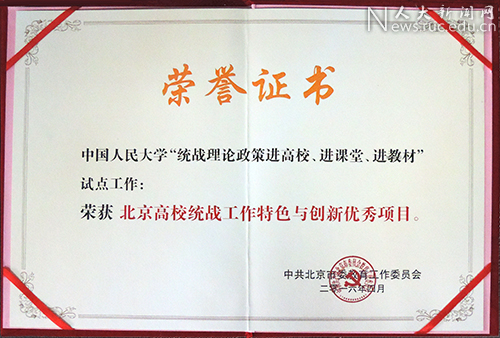 人大新闻网
News.ruc.edu.cn
荣誉证书
中国人民大学“统战理论政策进高校、进课堂、进教材”
试点工作：
荣获 北京高校统战工作特色与创新优秀项目。
中共北京市委教育工作委员会
二〇一六年四月